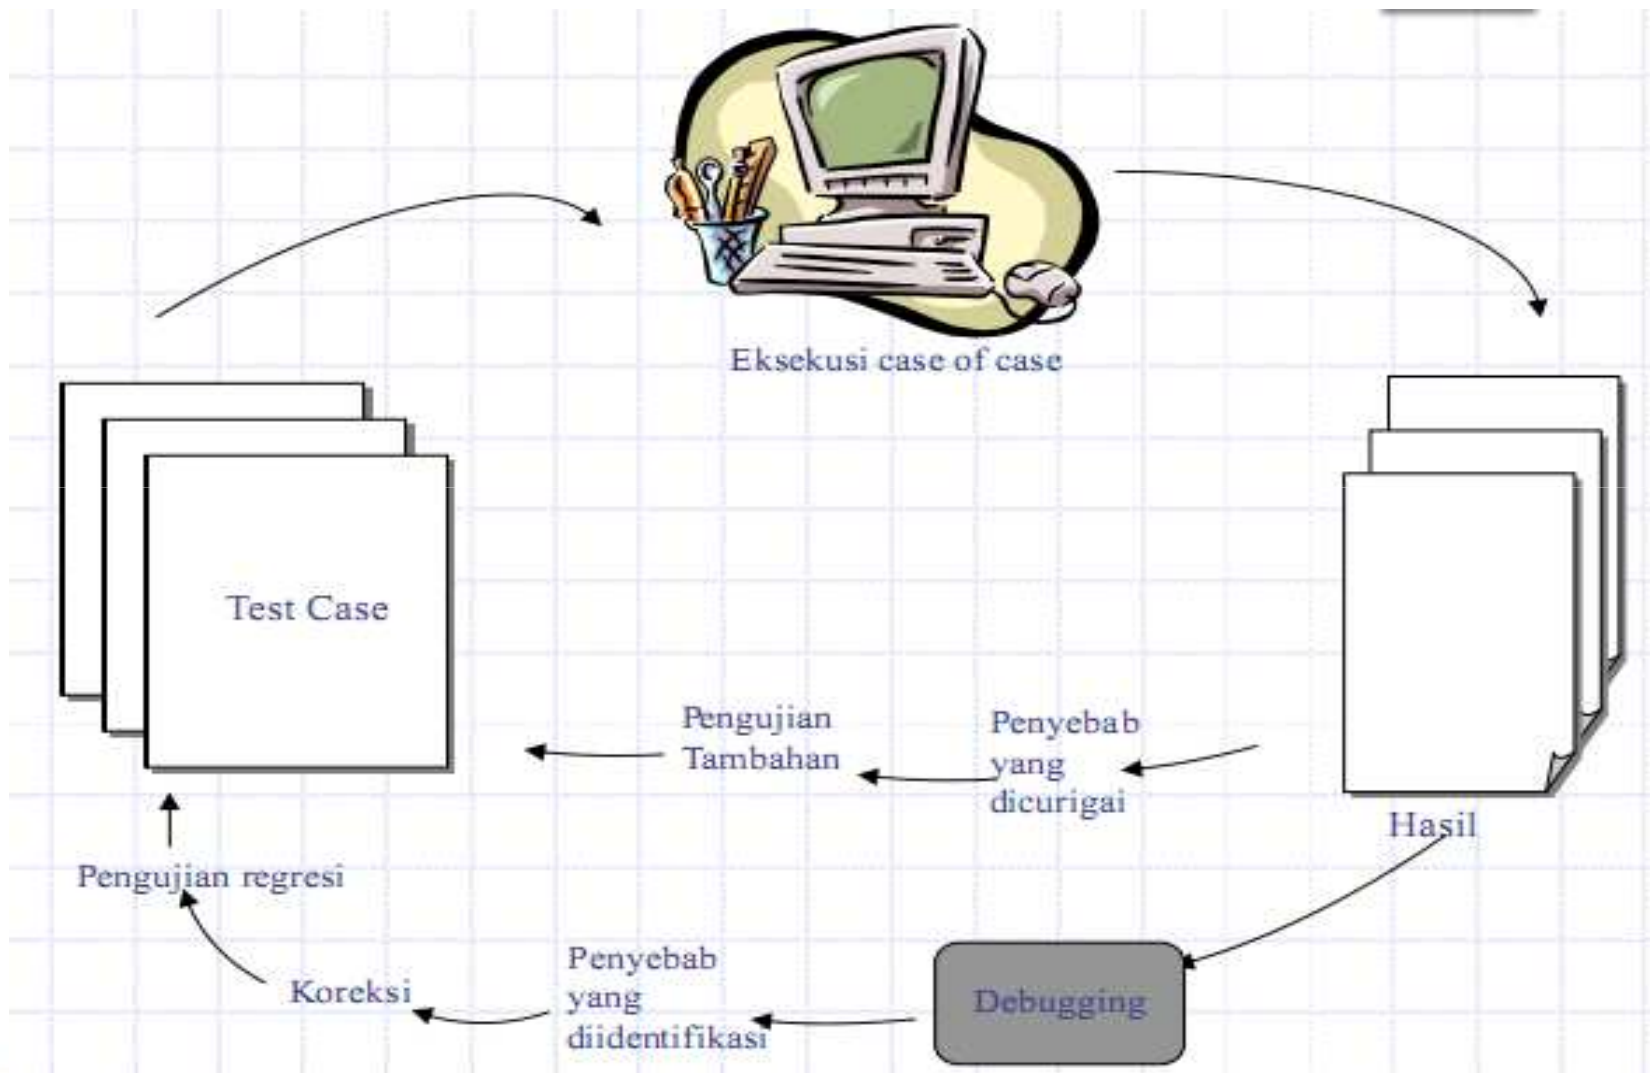 Eksekusi case of case
Test Case
Pengujian
Tambahan
Penyebab
yang
dicurigai
Hasil
Pengujian regresi
Koreksi
Penyebab
yang
diidentifikasi
Debugging